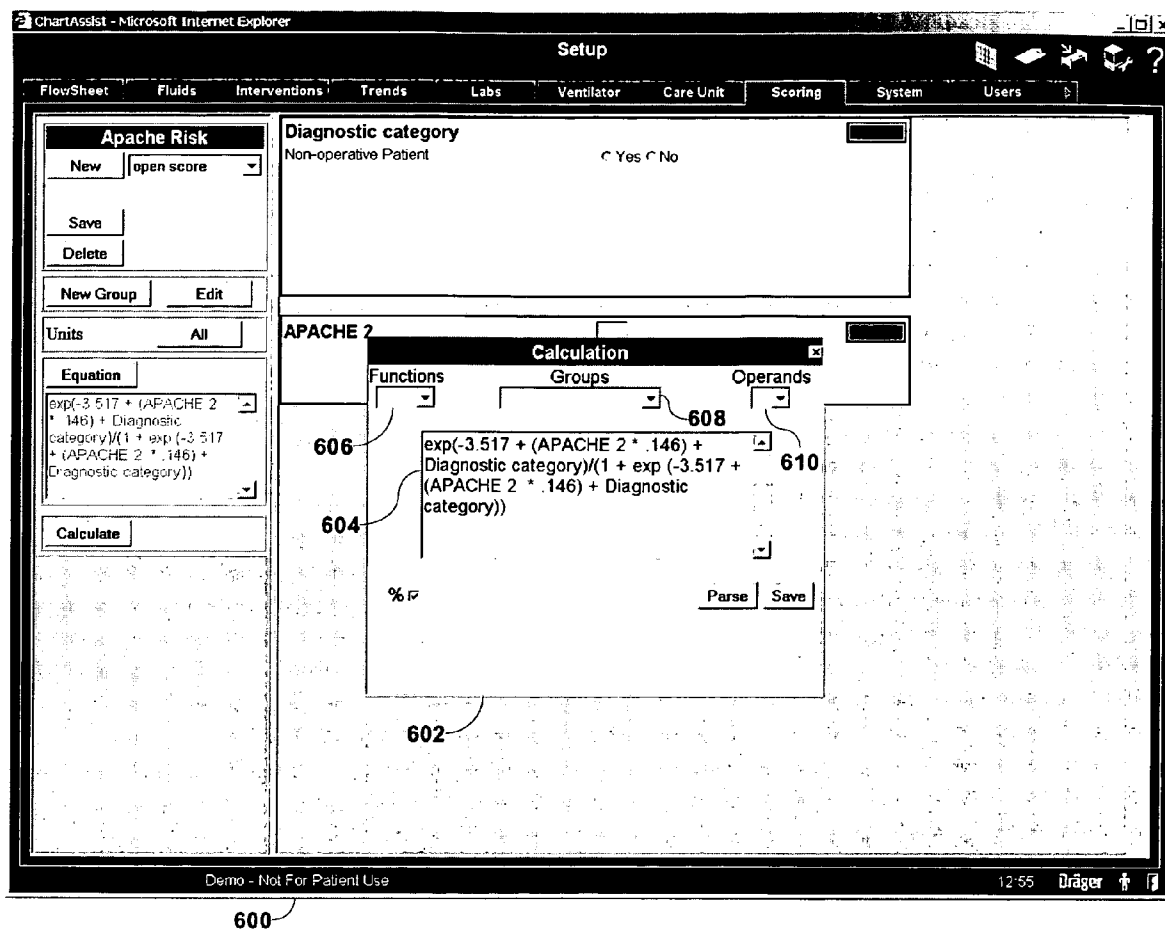 ChartAssist - Microsoft Internet Explorer
Setup
?
FlowSheet Fluids Interventions Trends Labs Ventilator Care Unit Scoring System Users
Apache Risk
New open score
Save
Delete
New Group Edit
Units All
Equation
exp(-3.517 + (APACHE 2
* .146) + Diagnostic
category)/(1 + exp (-3.517
+ (APACHE 2 * .146) +
Diagnostic category))
Calculate
Diagnostic category
Non-operative Patient Yes No
APACHE 2
Calculation
Functions Groups Operands
606
608
610
exp(-3.517 + (APACHE 2 * .146) +
Diagnostic category)/(1 + exp (-3.517 +
(APACHE 2 * .146) + Diagnostic
category))
604
% Parse Save
602
Demo - Not For Patient Use 12:55 Dräger
600